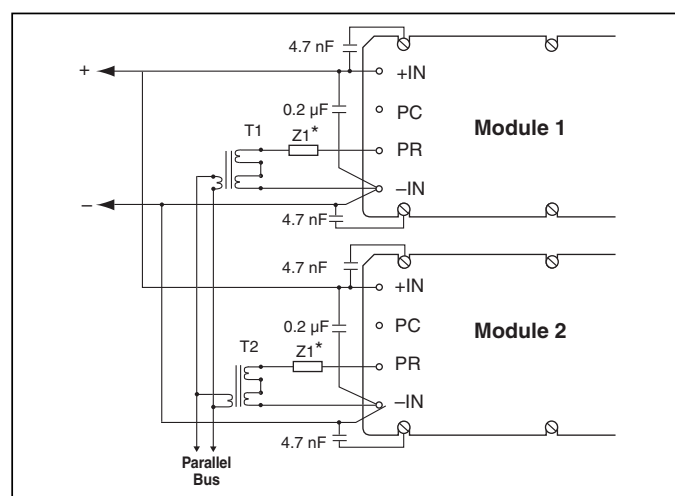 4.7 nF
+
+IN
0.2 µF
PC
Module 1
T1
Z1*
PR
–IN
–
4.7 nF
4.7 nF
+IN
0.2 µF
PC
Module 2
T2
Z1*
PR
–IN
4.7 nF
Parallel
Bus